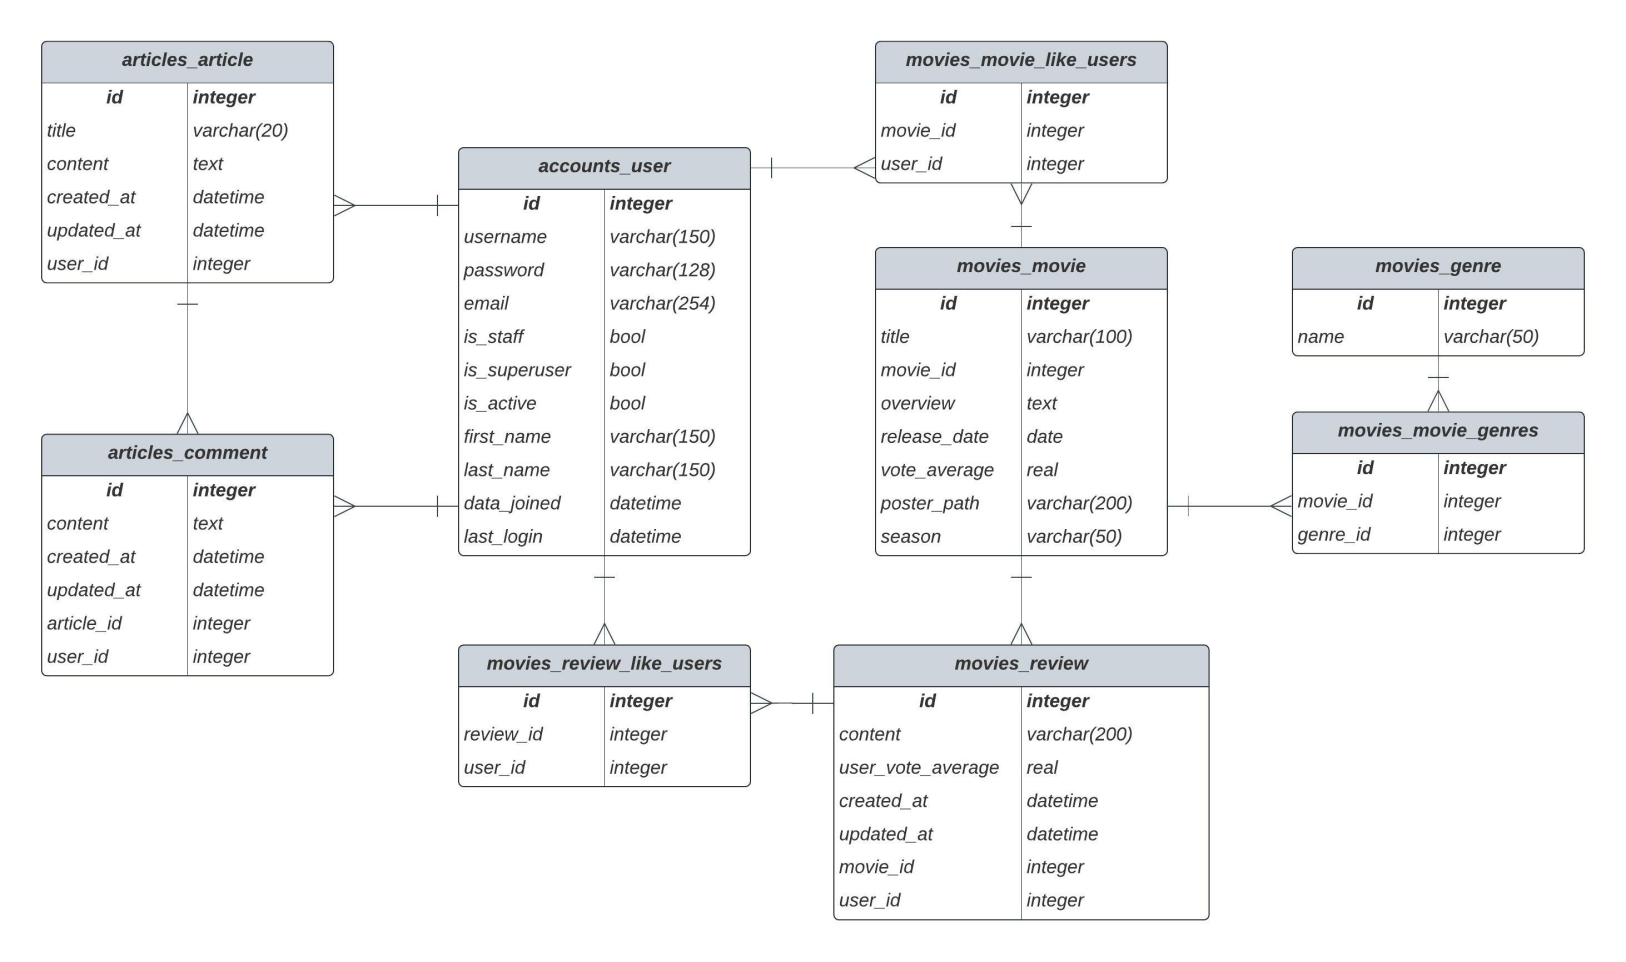 articles_article
id integer
title varchar(20)
content text
created_at datetime
updated_at datetime
user_id integer
movies_movie_like_users
id integer
movie_id integer
user_id integer
accounts_user
id integer
username varchar(150)
password varchar(128)
email varchar(254)
is_staff bool
is_superuser bool
is_active bool
first_name varchar(150)
last_name varchar(150)
data_joined datetime
last_login datetime
movies_movie
id integer
title varchar(100)
movie_id integer
overview text
release_date date
vote_average real
poster_path varchar(200)
season varchar(50)
movies_genre
id integer
name varchar(50)
movies_movie_genres
id integer
movie_id integer
genre_id integer
articles_comment
id integer
content text
created_at datetime
updated_at datetime
article_id integer
user_id integer
movies_review_like_users
id integer
review_id integer
user_id integer
movies_review
id integer
content varchar(200)
user_vote_average real
created_at datetime
updated_at datetime
movie_id integer
user_id integer